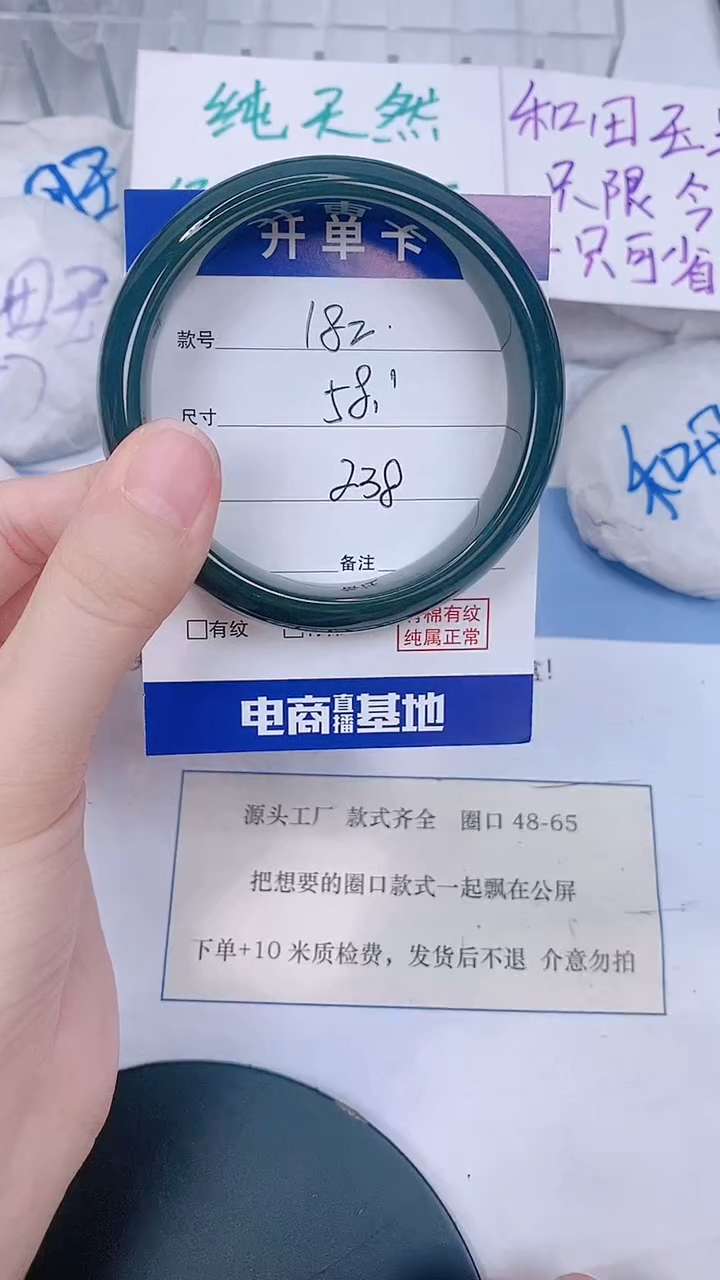 纯天然
和田玉
只限今
一只可省
和田
开单卡
款号 182.
尺寸 58.1
238
备注
□有纹
有棉有纹
纯属正常
电商直播基地
源头工厂 款式齐全 圈口 48-65
把想要的圈口款式一起飘在公屏
下单+10 米质检费，发货后不退 介意勿拍